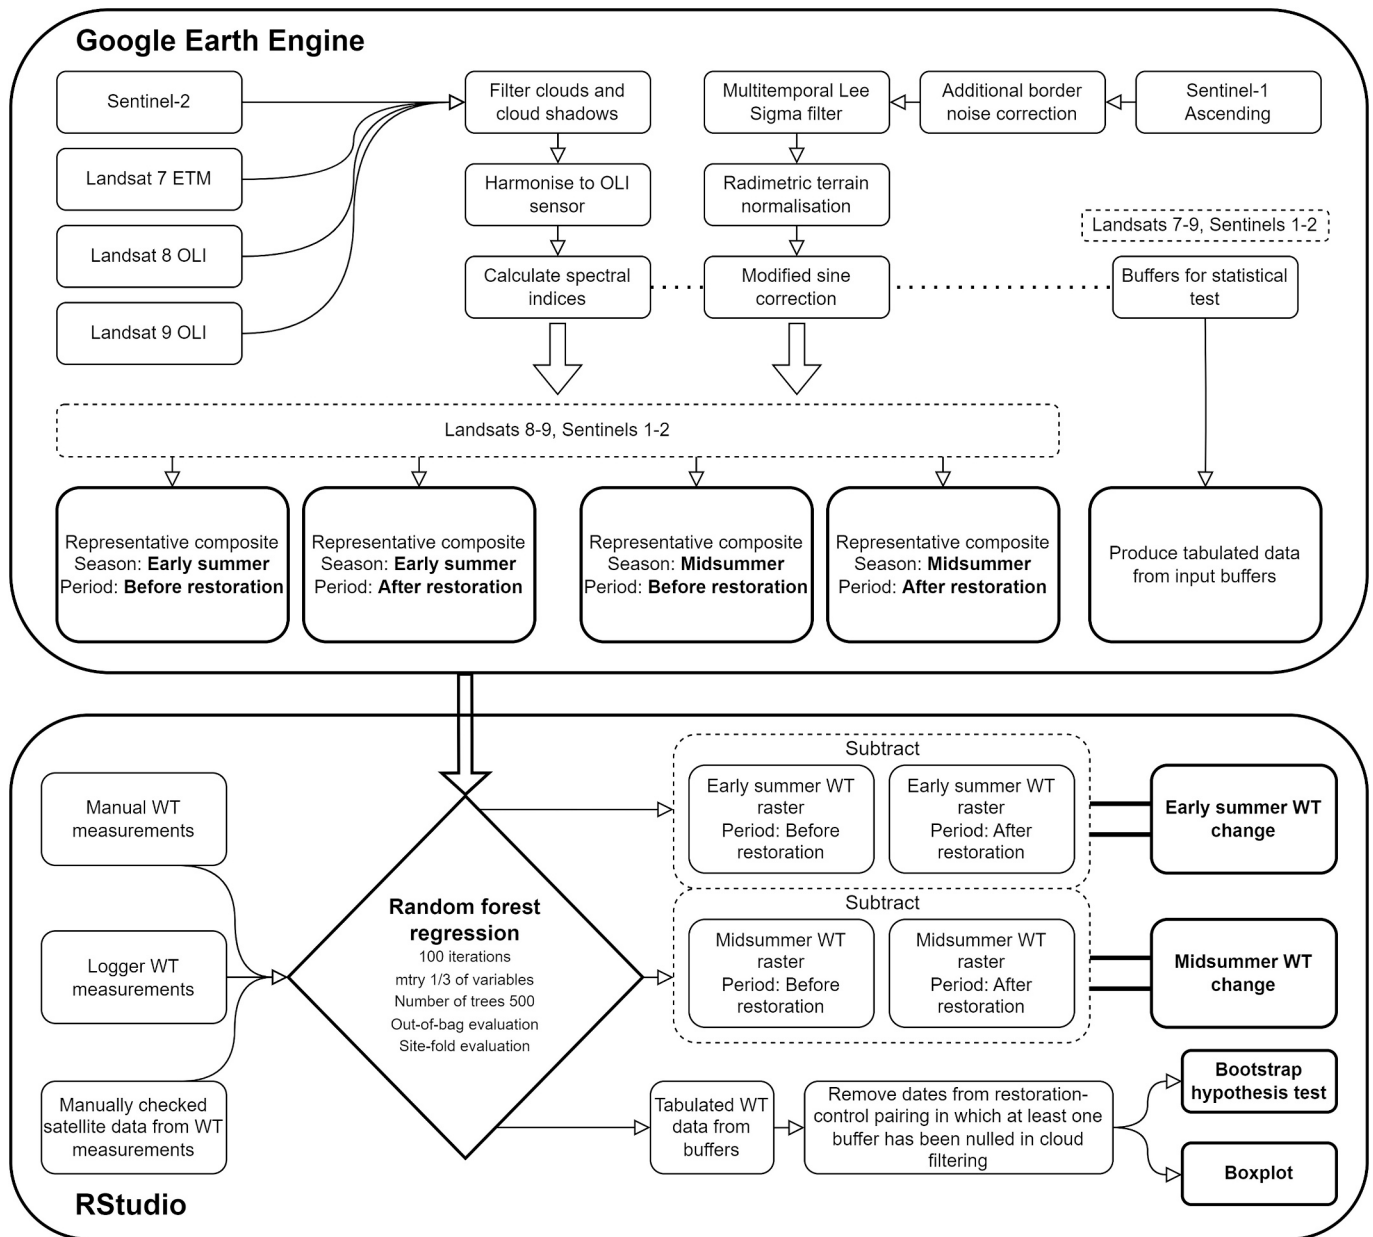 Google Earth Engine
Sentinel-2
Landsat 7 ETM
Landsat 8 OLI
Landsat 9 OLI
Filter clouds and
cloud shadows
Harmonise to OLI
sensor
Calculate spectral
indices
Multitemporal Lee
Sigma filter
Radimetric terrain
normalisation
Modified sine
correction
Additional border
noise correction
Sentinel-1
Ascending
Landsats 7-9, Sentinels 1-2
Buffers for statistical
test
Landsats 8-9, Sentinels 1-2
Representative composite
Season: Early summer
Period: Before restoration
Representative composite
Season: Early summer
Period: After restoration
Representative composite
Season: Midsummer
Period: Before restoration
Representative composite
Season: Midsummer
Period: After restoration
Produce tabulated data
from input buffers
Manual WT
measurements
Logger WT
measurements
Manually checked
satellite data from WT
measurements
Random forest
regression
100 iterations
mtry 1/3 of variables
Number of trees 500
Out-of-bag evaluation
Site-fold evaluation
Subtract
Early summer WT
raster
Period: Before
restoration
Early summer WT
raster
Period: After
restoration
Early summer WT
change
Subtract
Midsummer WT
raster
Period: Before
restoration
Midsummer WT
raster
Period: After
restoration
Midsummer WT
change
Tabulated WT
data from
buffers
Remove dates from restoration-
control pairing in which at least one
buffer has been nulled in cloud
filtering
Bootstrap
hypothesis test
Boxplot
RStudio